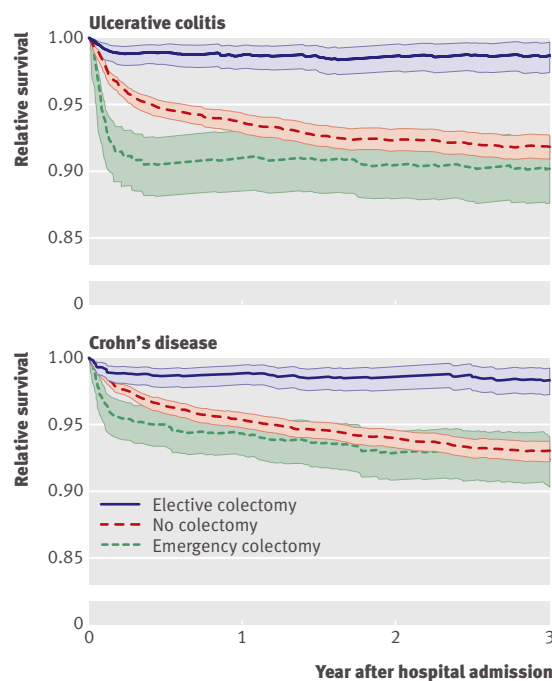 Ulcerative colitis
Relative survival
1.00
0.95
0.90
0.85
0
Crohn's disease
Relative survival
1.00
0.95
0.90
0.85
0
Elective colectomy
No colectomy
Emergency colectomy
0 1 2 3
Year after hospital admission